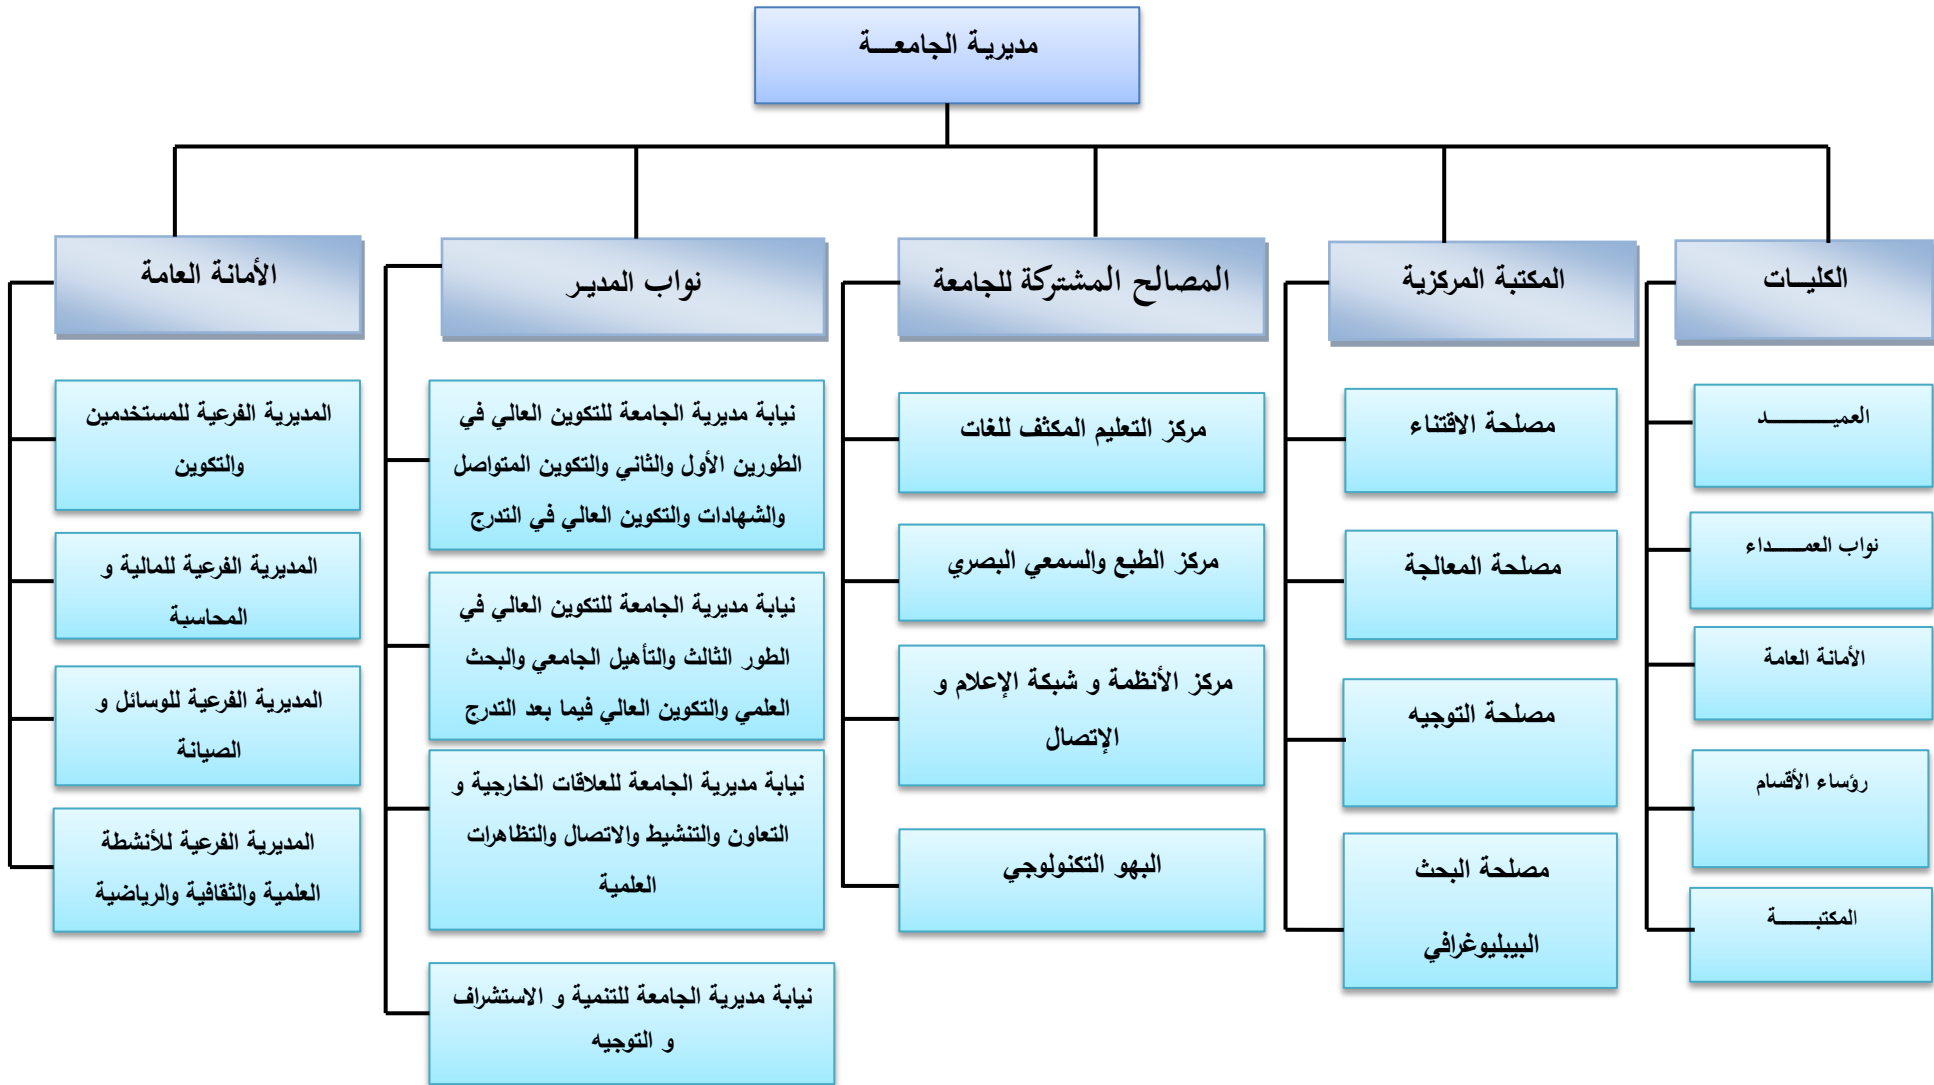 مديرية الجامعـــة
الكليــات
العميــــــــد
نواب العمــــداء
الأمانة العامة
رؤساء الأقسام
المكتبــــــة
المكتبة المركزية
مصلحة الاقتناء
مصلحة المعالجة
مصلحة التوجيه
مصلحة البحث
البيبليوغرافي
المصالح المشتركة للجامعة
مركز التعليم المكثف للغات
مركز الطبع والسمعي البصري
مركز الأنظمة و شبكة الإعلام و
الإتصال
البهو التكنولوجي
نواب المديـر
نيابة مديرية الجامعة للتكوين العالي في
الطورين الأول والثاني والتكوين المتواصل
والشهادات والتكوين العالي في التدرج
نيابة مديرية الجامعة للتكوين العالي في
الطور الثالث والتأهيل الجامعي والبحث
العلمي والتكوين العالي فيما بعد التدرج
نيابة مديرية الجامعة للعلاقات الخارجية و
التعاون والتنشيط والاتصال والتظاهرات
العلمية
نيابة مديرية الجامعة للتنمية و الاستشراف
و التوجيه
الأمانة العامة
المديرية الفرعية للمستخدمين
والتكوين
المديرية الفرعية للمالية و
المحاسبة
المديرية الفرعية للوسائل و
الصيانة
المديرية الفرعية للأنشطة
العلمية والثقافية والرياضية